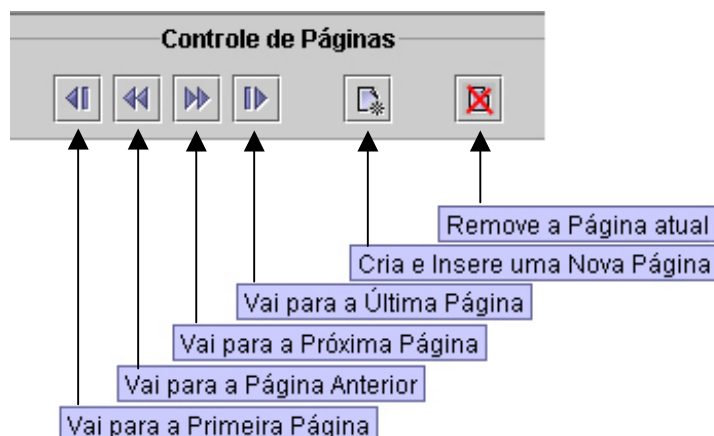 Controle de Páginas
Remove a Página atual
Cria e Insere uma Nova Página
Vai para a Última Página
Vai para a Próxima Página
Vai para a Página Anterior
Vai para a Primeira Página